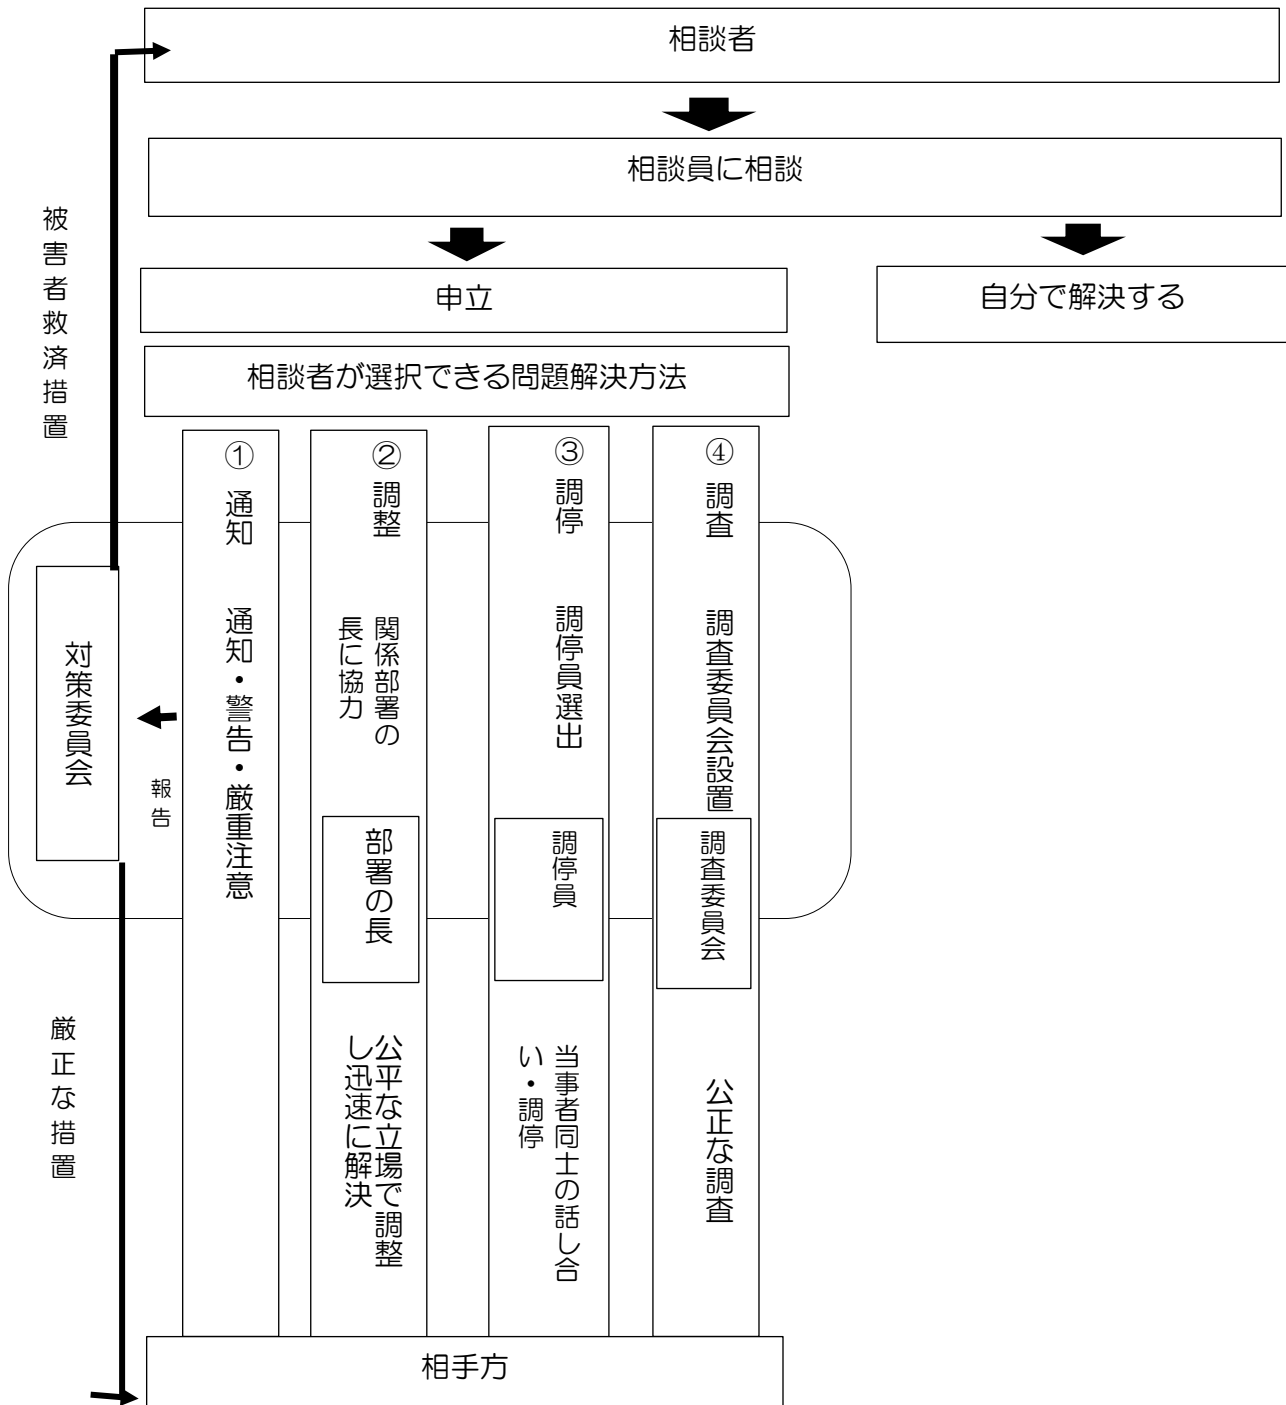 相談者
相談員に相談
申立
自分で解決する
相談者が選択できる問題解決方法
被害者救済措置
①　通知　通知・警告・厳重注意
②　調整
関係部署の
長に協力
部署の長
公平な立場で調整
し迅速に解決
③　調停　調停員選出
調停員
当事者同士の話し合
い・調停
④　調査　調査委員会設置
調査委員会
公正な調査
対策委員会
報告
厳正な措置
相手方